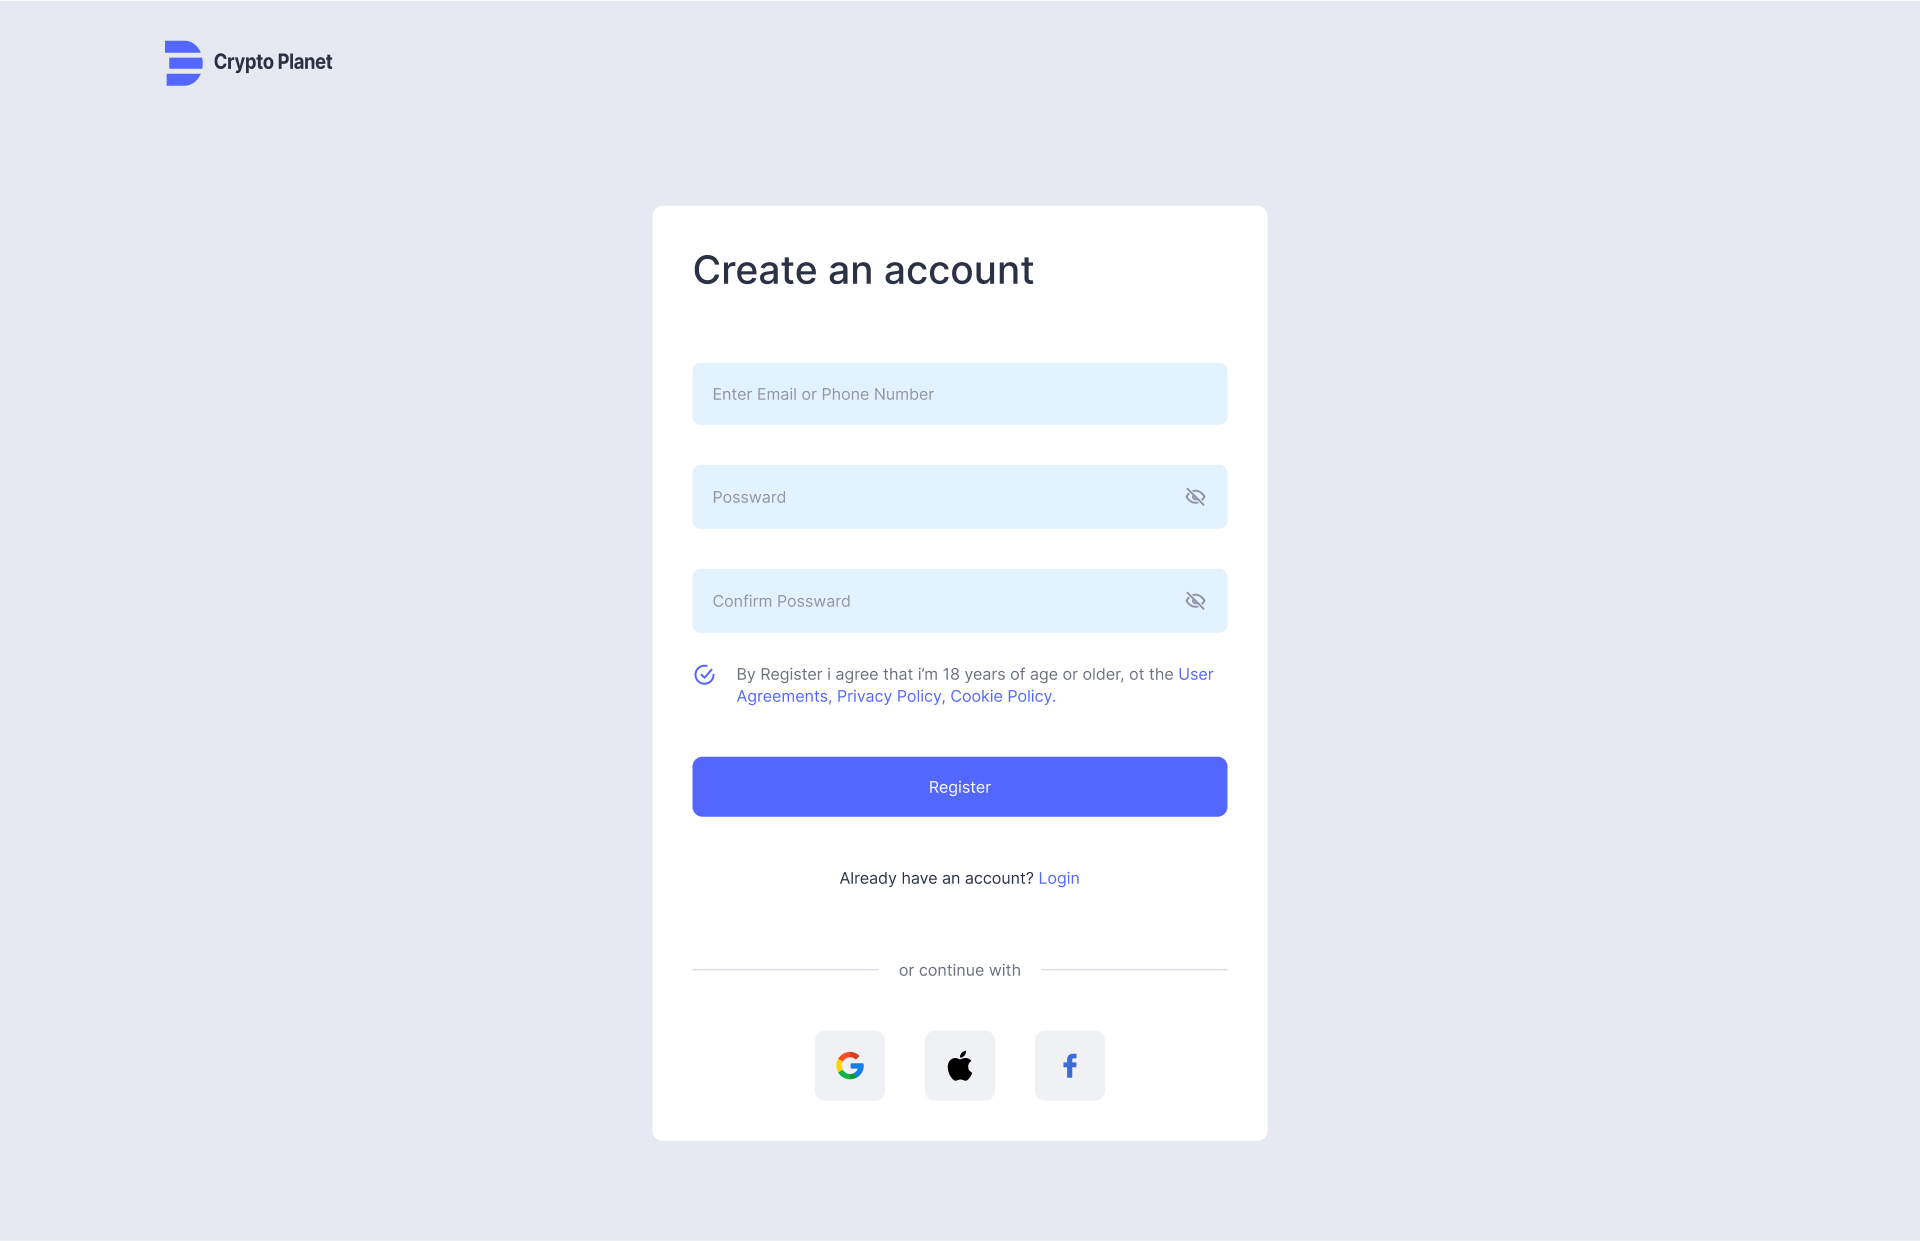 Crypto Planet
Create an account
Enter Email or Phone Number
Possward
Confirm Possward
By Register i agree that i'm 18 years of age or older, ot the User
Agreements, Privacy Policy, Cookie Policy.
Register
Already have an account? Login
or continue with